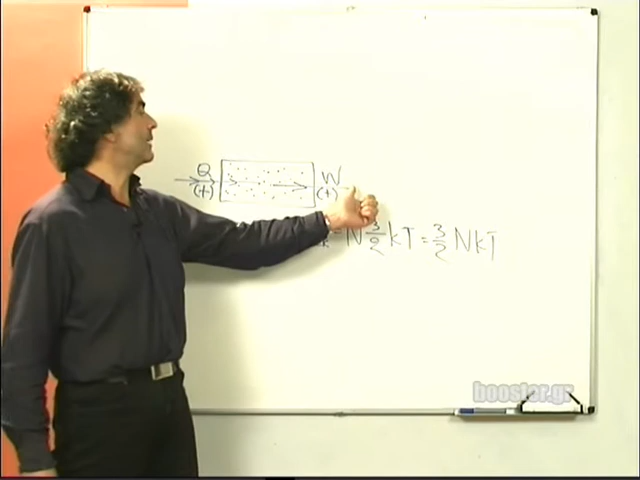 Q W
(+) (+)
= N 3/2 kT = 3/2 NkT
booster.gr